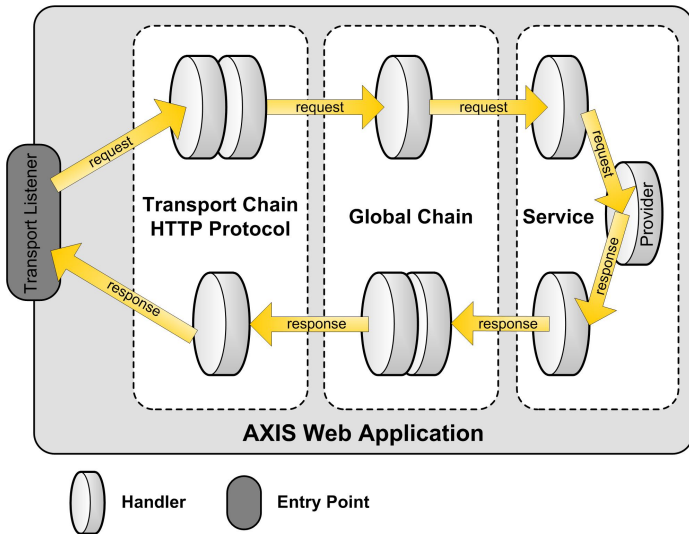 request
request
request
request
Transport Listener
Transport Chain
HTTP Protocol
Global Chain
Service
Provider
response
response
response
response
AXIS Web Application
Handler
Entry Point